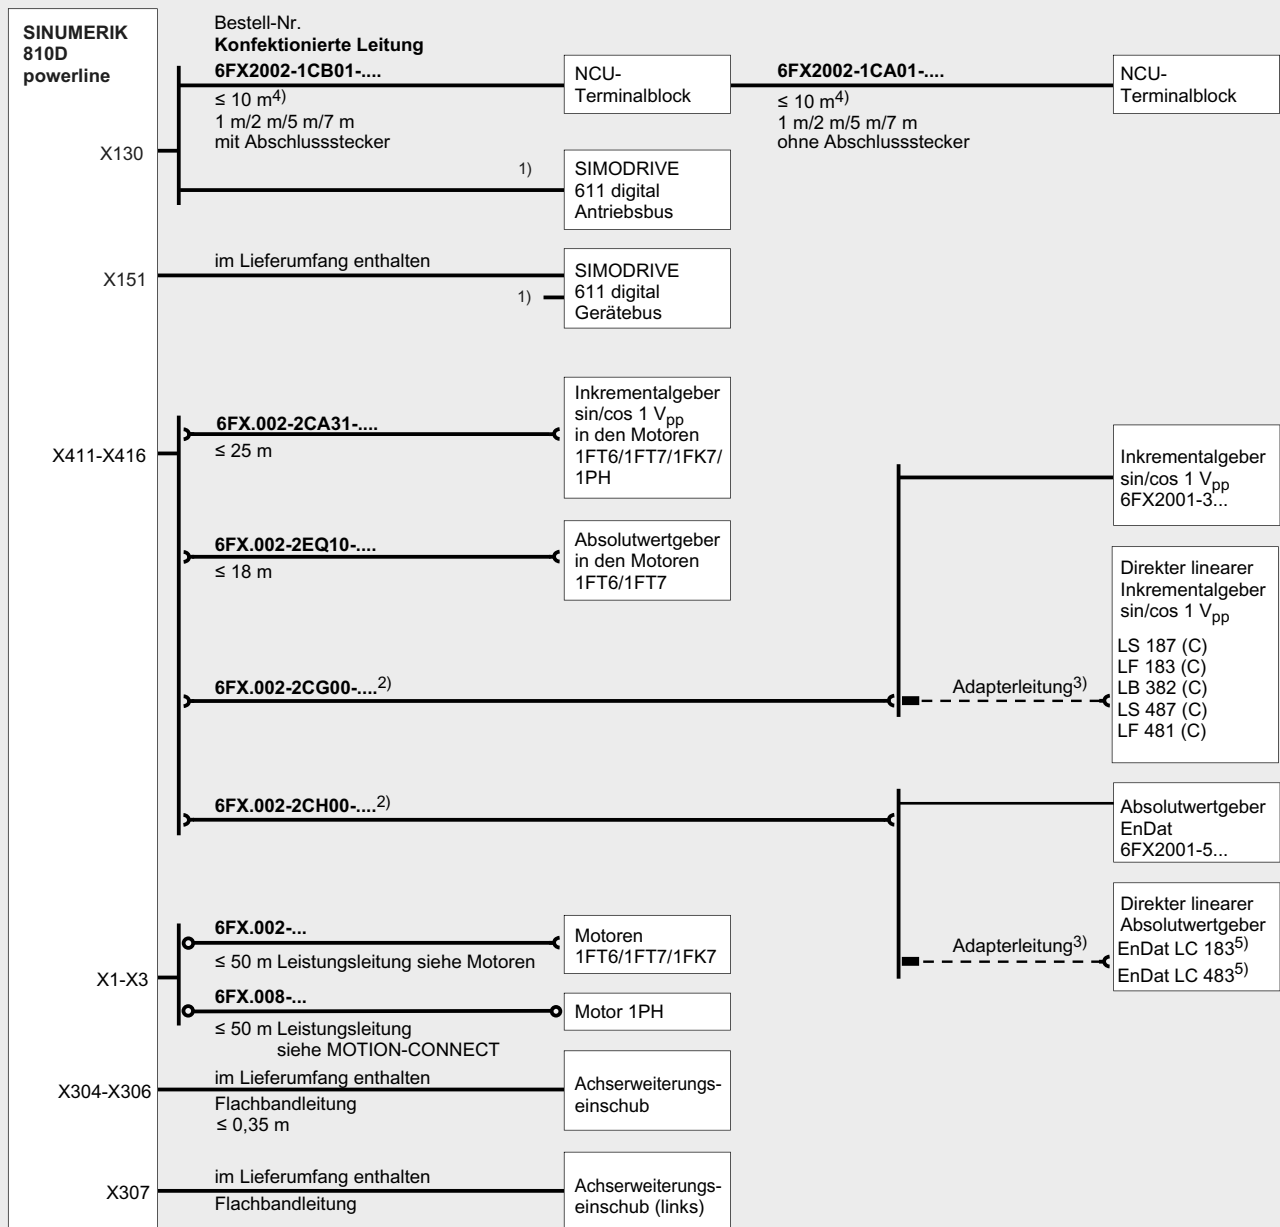 SINUMERIK
810D
powerline
Bestell-Nr.
Konfektionierte Leitung
6FX2002-1CB01-....
≤ 10 m4)
1 m/2 m/5 m/7 m
mit Abschlussstecker
NCU-
Terminalblock
6FX2002-1CA01-....
≤ 10 m4)
1 m/2 m/5 m/7 m
ohne Abschlussstecker
NCU-
Terminalblock
X130
1)
SIMODRIVE
611 digital
Antriebsbus
X151
im Lieferumfang enthalten
1)
SIMODRIVE
611 digital
Gerätebus
X411-X416
6FX.002-2CA31-....
≤ 25 m
Inkrementalgeber
sin/cos 1 Vpp
in den Motoren
1FT6/1FT7/1FK7/
1PH
Inkrementalgeber
sin/cos 1 Vpp
6FX2001-3...
6FX.002-2EQ10-....
≤ 18 m
Absolutwertgeber
in den Motoren
1FT6/1FT7
6FX.002-2CG00-....2)
Adapterleitung3)
Direkter linearer
Inkrementalgeber
sin/cos 1 Vpp
LS 187 (C)
LF 183 (C)
LB 382 (C)
LS 487 (C)
LF 481 (C)
6FX.002-2CH00-....2)
Absolutwertgeber
EnDat
6FX2001-5...
Adapterleitung3)
Direkter linearer
Absolutwertgeber
EnDat LC 1835)
EnDat LC 4835)
X1-X3
6FX.002-...
≤ 50 m Leistungsleitung siehe Motoren
Motoren
1FT6/1FT7/1FK7
6FX.008-...
≤ 50 m Leistungsleitung
siehe MOTION-CONNECT
Motor 1PH
X304-X306
im Lieferumfang enthalten
Flachbandleitung
≤ 0,35 m
Achserweiterungs-
einschub
X307
im Lieferumfang enthalten
Flachbandleitung
Achserweiterungs-
einschub (links)